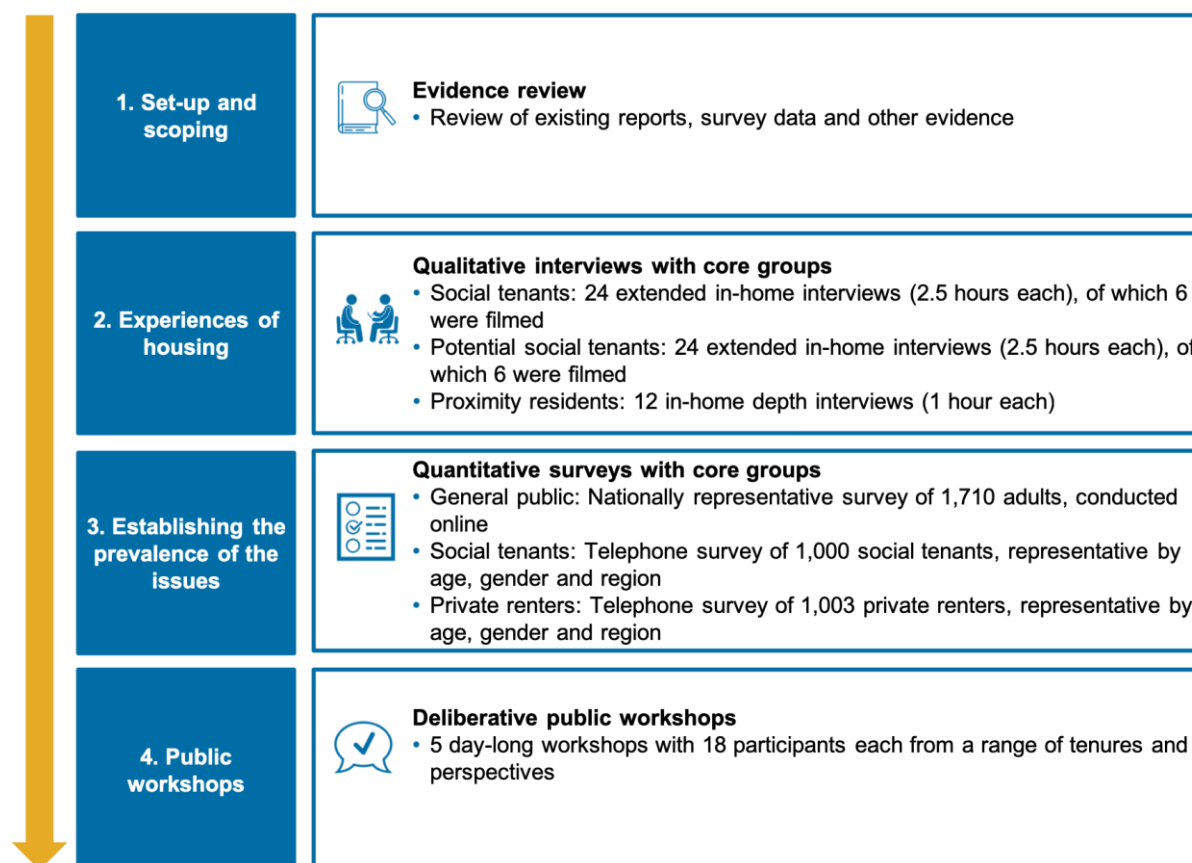 1. Set-up and
scoping
Evidence review
• Review of existing reports, survey data and other evidence
2. Experiences of
housing
Qualitative interviews with core groups
• Social tenants: 24 extended in-home interviews (2.5 hours each), of which 6
were filmed
• Potential social tenants: 24 extended in-home interviews (2.5 hours each), of
which 6 were filmed
• Proximity residents: 12 in-home depth interviews (1 hour each)
3. Establishing the
prevalence of the
issues
Quantitative surveys with core groups
• General public: Nationally representative survey of 1,710 adults, conducted
online
• Social tenants: Telephone survey of 1,000 social tenants, representative by
age, gender and region
• Private renters: Telephone survey of 1,003 private renters, representative by
age, gender and region
4. Public
workshops
Deliberative public workshops
• 5 day-long workshops with 18 participants each from a range of tenures and
perspectives